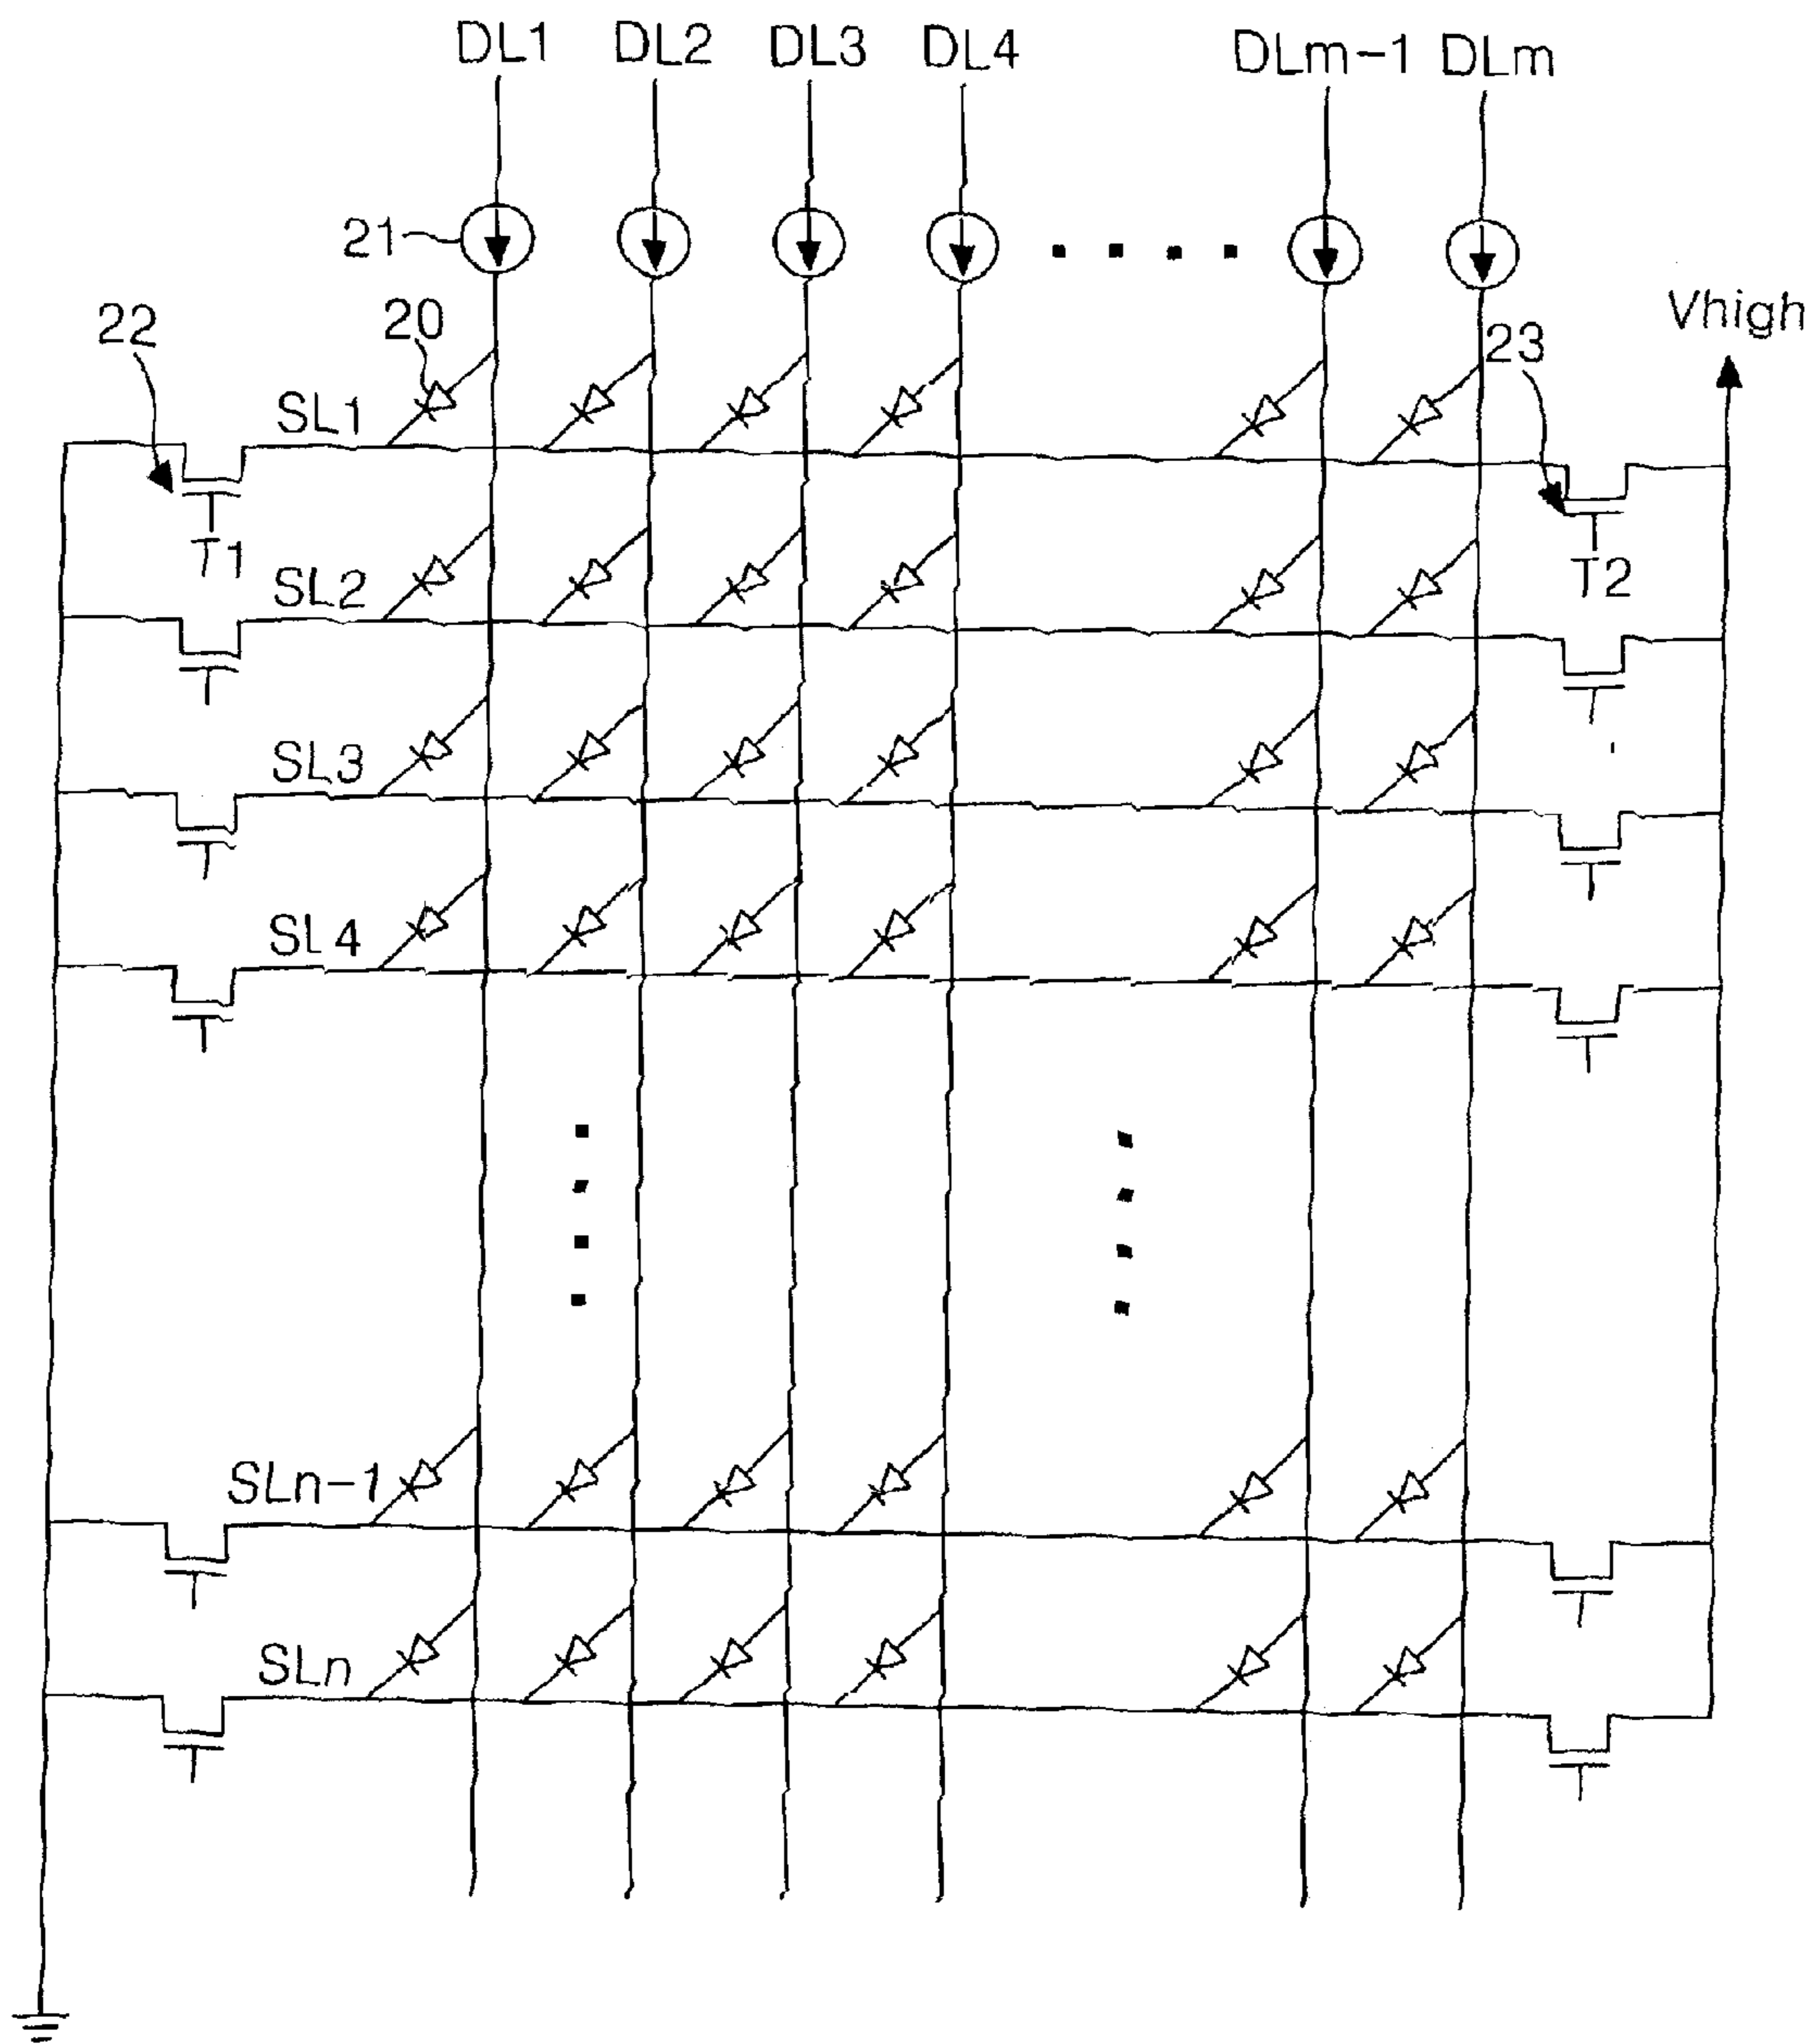 DL1 DL2 DL3 DL4 DLm-1 DLm
21
Vhigh
22 20 23
SL1
T1 T2
SL2
SL3
SL4
SLn-1
SLn